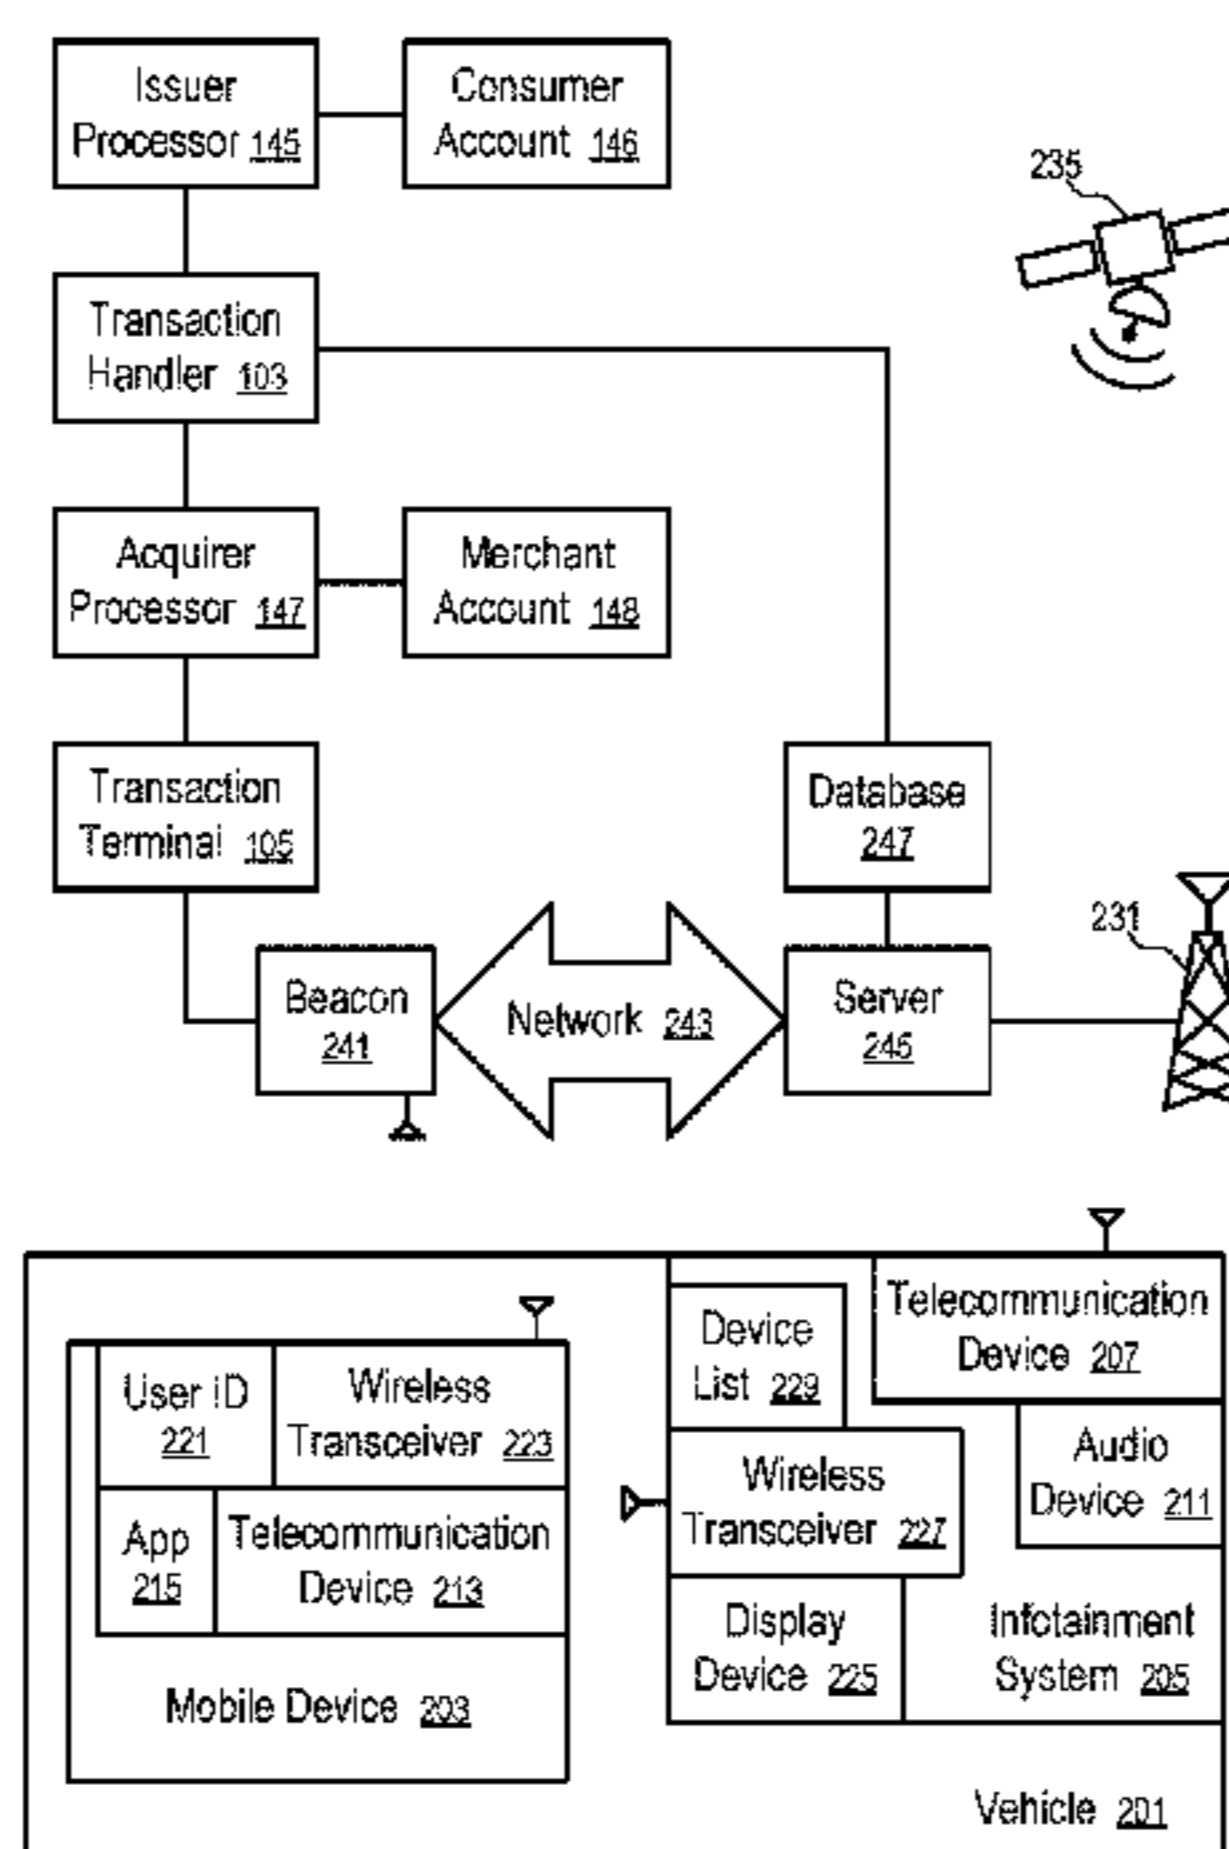 Issuer
Processor 145
Consumer
Account 146
235
Transaction
Handler 103
Acquirer
Processor 147
Merchant
Account 148
Transaction
Terminal 105
Database
247
231
Beacon
241
Network 243
Server
245
Telecommunication
Device 207
Device
List 229
User ID
221
Wireless
Transceiver 223
Audio
Device 211
Wireless
Transceiver 227
App
215
Telecommunication
Device 213
Display
Device 225
Infotainment
System 205
Mobile Device 203
Vehicle 201